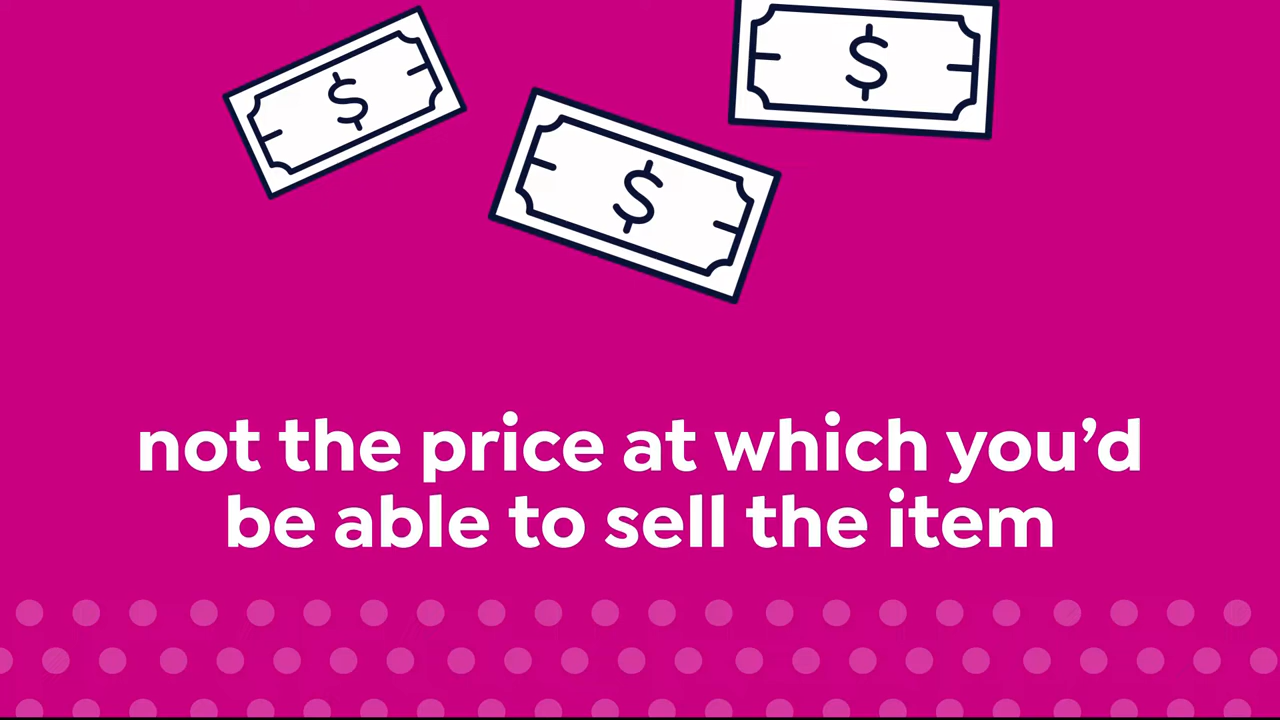 $
$
$
not the price at which you’d
be able to sell the item